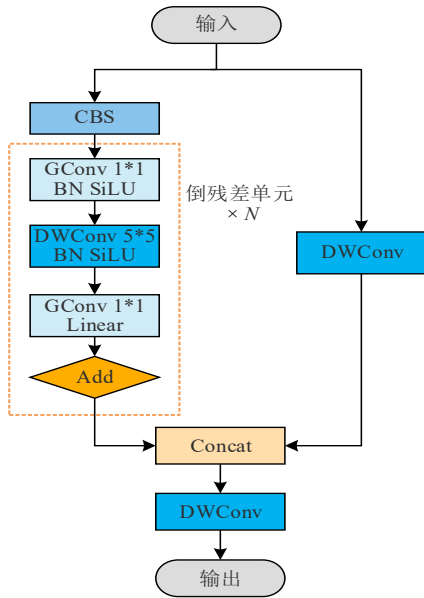 输入
CBS
GConv 1*1
BN SiLU
倒残差单元
× N
DWConv 5*5
BN SiLU
DWConv
GConv 1*1
Linear
Add
Concat
DWConv
输出